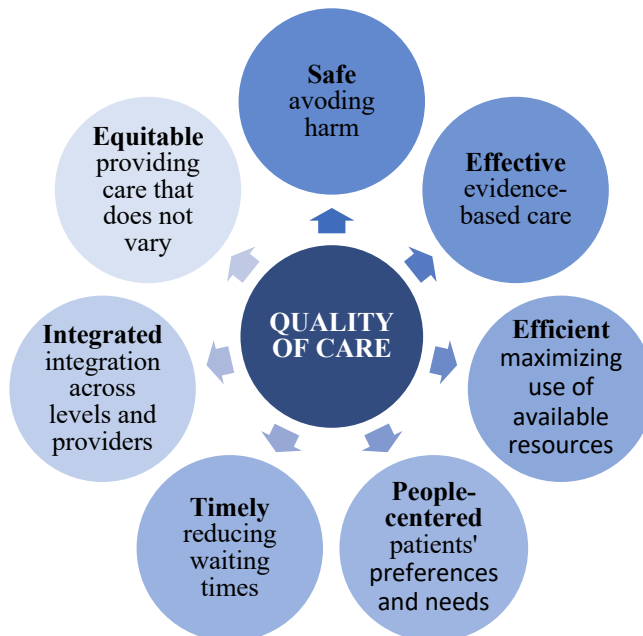 Safe
avoding
harm
Effective
evidence-
based care
Efficient
maximizing
use of
available
resources
People-
centered
patients'
preferences
and needs
Timely
reducing
waiting
times
Integrated
integration
across
levels and
providers
Equitable
providing
care that
does not
vary
QUALITY
OF CARE